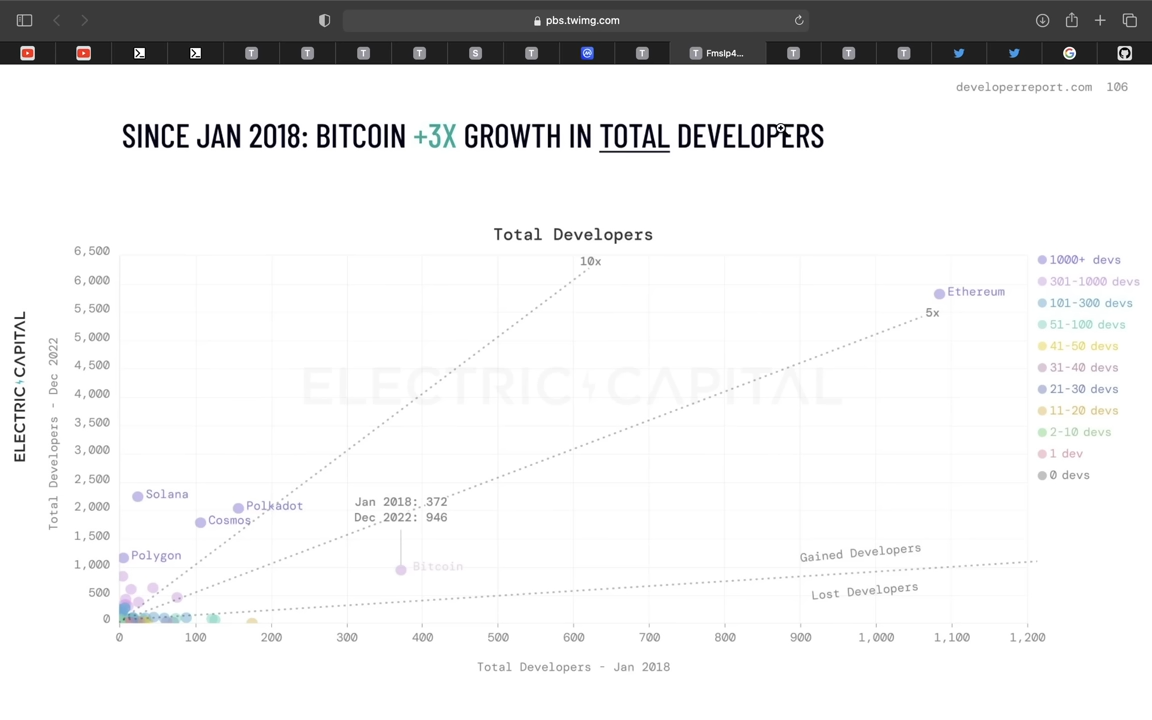 pbs.twimg.com
Fmslp4...
developerreport.com 106
SINCE JAN 2018: BITCOIN +3X GROWTH IN TOTAL DEVELOPERS
Total Developers
ELECTRIC CAPITAL
ELECTRIC CAPITAL
Total Developers - Dec 2022
6,500
6,000
5,500
5,000
4,500
4,000
3,500
3,000
2,500
2,000
1,500
1,000
500
0
10x
Ethereum
5x
Solana
Polkadot
Cosmos
Polygon
Jan 2018: 372
Dec 2022: 946
Bitcoin
Gained Developers
Lost Developers
0 100 200 300 400 500 600 700 800 900 1,000 1,100 1,200
Total Developers - Jan 2018
1000+ devs
301-1000 devs
101-300 devs
51-100 devs
41-50 devs
31-40 devs
21-30 devs
11-20 devs
2-10 devs
1 dev
0 devs